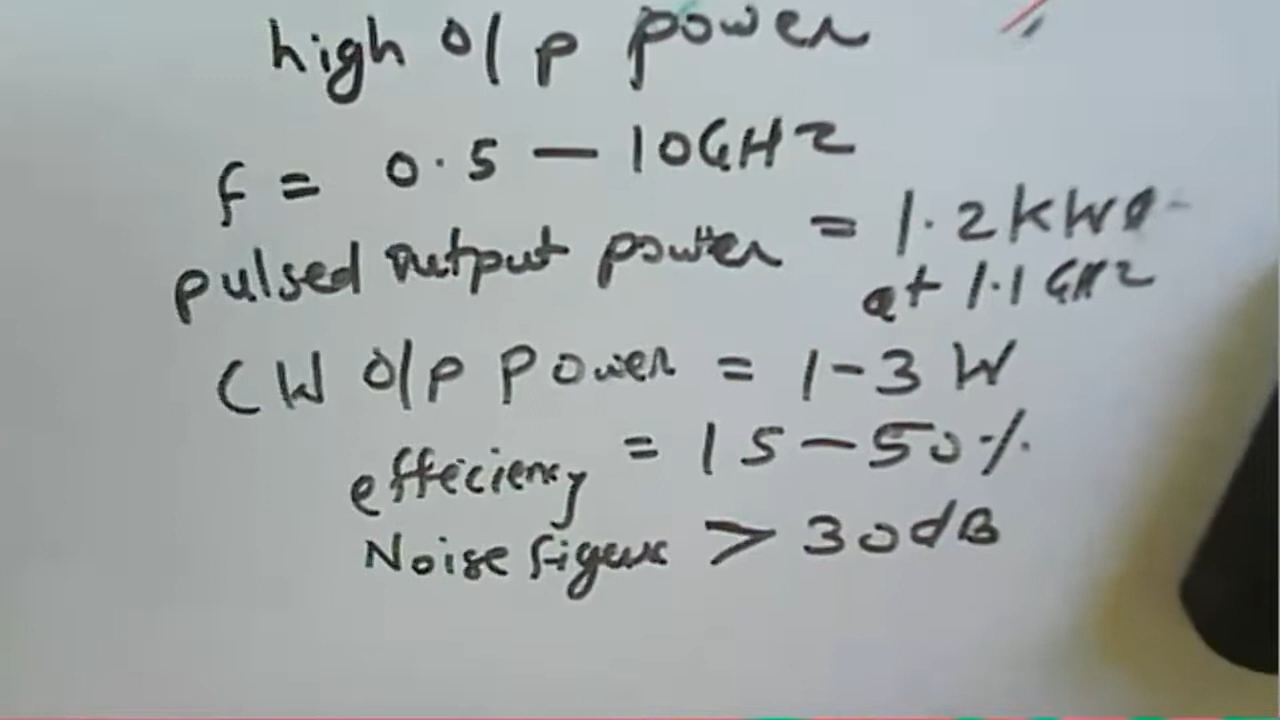 high o/p power
f = 0.5 - 10GHz
pulsed output power = 1.2kW
at 1.1 GHz
CW o/p power = 1-3 W
efficiency = 15-50%
Noise figure > 30dB